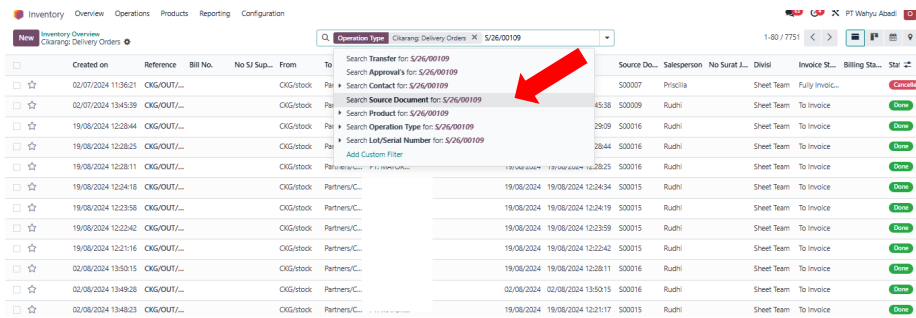 Inventory Overview Operations Products Reporting Configuration PT Wahyu Abadi
New Inventory Overview Cikarang: Delivery Orders Operation Type Cikarang: Delivery Orders × S/26/00109 1-80 / 7751
Search Transfer for: S/26/00109
Search Approval's for: S/26/00109
Search Contact for: S/26/00109
Search Source Document for: S/26/00109
Search Product for: S/26/00109
Search Operation Type for: S/26/00109
Search Lot/Serial Number for: S/26/00109
Add Custom Filter
Created on Reference Bill No. No SJ Sup... From To Source Do... Salesperson No Surat J... Divisi Invoice St... Billing Sta... Stat
02/07/2024 11:36:21 CKG/OUT/... CKG/stock S00007 Priscilla Sheet Team Fully Invoic... Cancelle
02/07/2024 13:45:39 CKG/OUT/... CKG/stock 45:38 S00009 Rudhi Sheet Team To Invoice Done
19/08/2024 12:28:44 CKG/OUT/... CKG/stock 29:09 S00016 Rudhi Sheet Team To Invoice Done
19/08/2024 12:28:25 CKG/OUT/... CKG/stock 28:44 S00016 Rudhi Sheet Team To Invoice Done
19/08/2024 12:28:11 CKG/OUT/... CKG/stock Partners/C... 19/08/2024 19/08/2024 12:28:25 S00016 Rudhi Sheet Team To Invoice Done
19/08/2024 12:24:18 CKG/OUT/... CKG/stock Partners/C... 19/08/2024 19/08/2024 12:24:34 S00015 Rudhi Sheet Team To Invoice Done
19/08/2024 12:23:58 CKG/OUT/... CKG/stock Partners/C... 19/08/2024 19/08/2024 12:24:19 S00015 Rudhi Sheet Team To Invoice Done
19/08/2024 12:22:42 CKG/OUT/... CKG/stock Partners/C... 19/08/2024 19/08/2024 12:23:59 S00015 Rudhi Sheet Team To Invoice Done
19/08/2024 12:21:16 CKG/OUT/... CKG/stock Partners/C... 19/08/2024 19/08/2024 12:22:42 S00015 Rudhi Sheet Team To Invoice Done
02/08/2024 13:50:15 CKG/OUT/... CKG/stock Partners/C... 19/08/2024 19/08/2024 12:28:11 S00016 Rudhi Sheet Team To Invoice Done
02/08/2024 13:49:28 CKG/OUT/... CKG/stock Partners/C... 02/08/2024 02/08/2024 13:50:15 S00016 Rudhi Sheet Team To Invoice Done
02/08/2024 13:48:23 CKG/OUT/... CKG/stock Partners/C... 19/08/2024 19/08/2024 12:21:17 S00015 Rudhi Sheet Team To Invoice Done